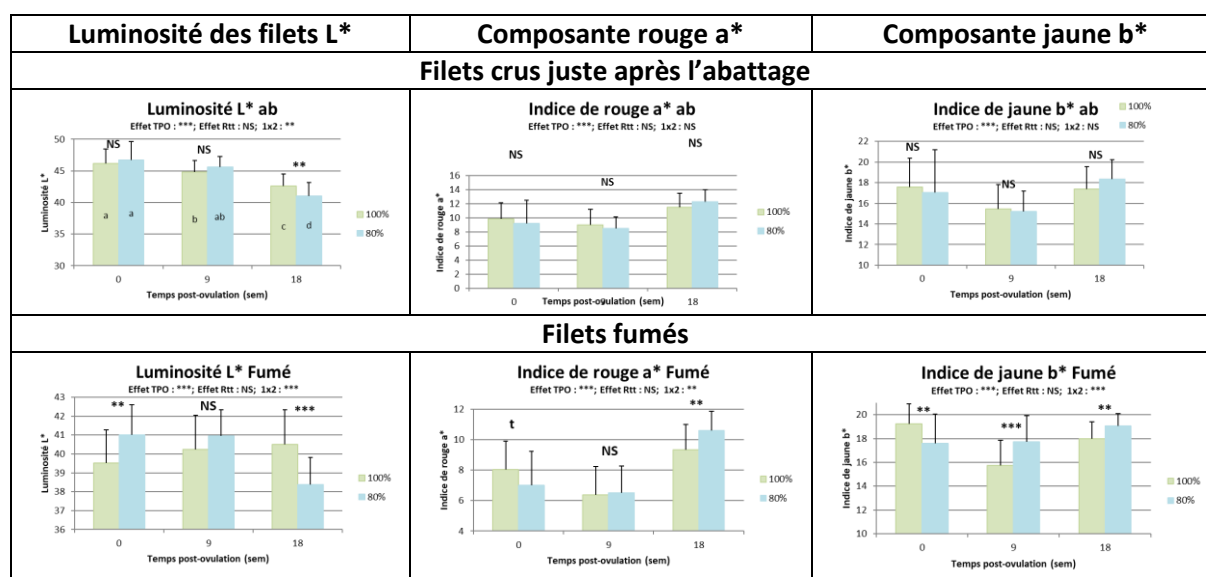 Luminosité des filets L* Composante rouge a* Composante jaune b*
Filets crus juste après l’abattage
Luminosité L* ab
Effet TPO : ***; Effet Rtt : NS; 1x2 : **
50
45
40
35
30
Luminosité L*
NS
NS
**
a
a
b
ab
c
d
0 9 18
Temps post-ovulation (sem)
100%
80%
Indice de rouge a* ab
Effet TPO : ***; Effet Rtt : NS; 1x2 : NS
NS
NS
NS
16
14
12
10
8
6
4
2
0
Indice de rouge a*
0 9 18
Temps post-ovulation (sem)
100%
80%
Indice de jaune b* ab
Effet TPO : ***; Effet Rtt : NS; 1x2 : NS
100%
80%
22
20
18
16
14
12
10
Indice de jaune b*
NS
NS
NS
0 9 18
Temps post-ovulation (sem)
Filets fumés
Luminosité L* Fumé
Effet TPO : ***; Effet Rtt : NS; 1x2 : ***
43
42
41
40
39
38
37
36
Luminosité L*
**
NS
***
0 9 18
Temps post-ovulation (sem)
100%
80%
Indice de rouge a* Fumé
Effet TPO : ***; Effet Rtt : NS; 1x2 : **
12
10
8
6
4
Indice de rouge a*
t
NS
**
0 9 18
Temps post-ovulation (sem)
100%
80%
Indice de jaune b* Fumé
Effet TPO : ***; Effet Rtt : NS; 1x2 : ***
20
18
16
14
12
10
Indice de jaune b*
**
***
**
0 9 18
Temps post-ovulation (sem)
100%
80%